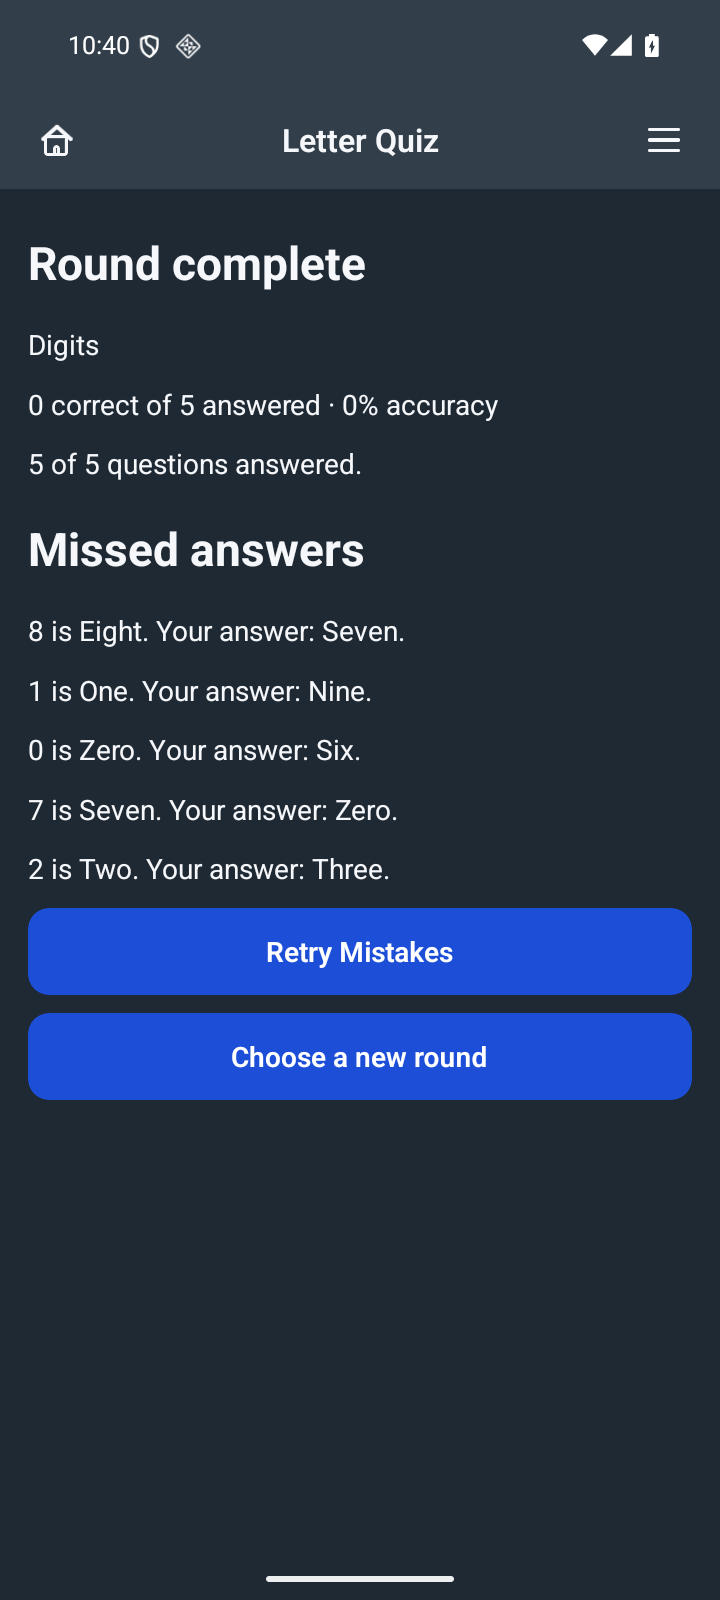 10:40
Letter Quiz
Round complete
Digits
0 correct of 5 answered · 0% accuracy
5 of 5 questions answered.
Missed answers
8 is Eight. Your answer: Seven.
1 is One. Your answer: Nine.
0 is Zero. Your answer: Six.
7 is Seven. Your answer: Zero.
2 is Two. Your answer: Three.
Retry Mistakes
Choose a new round